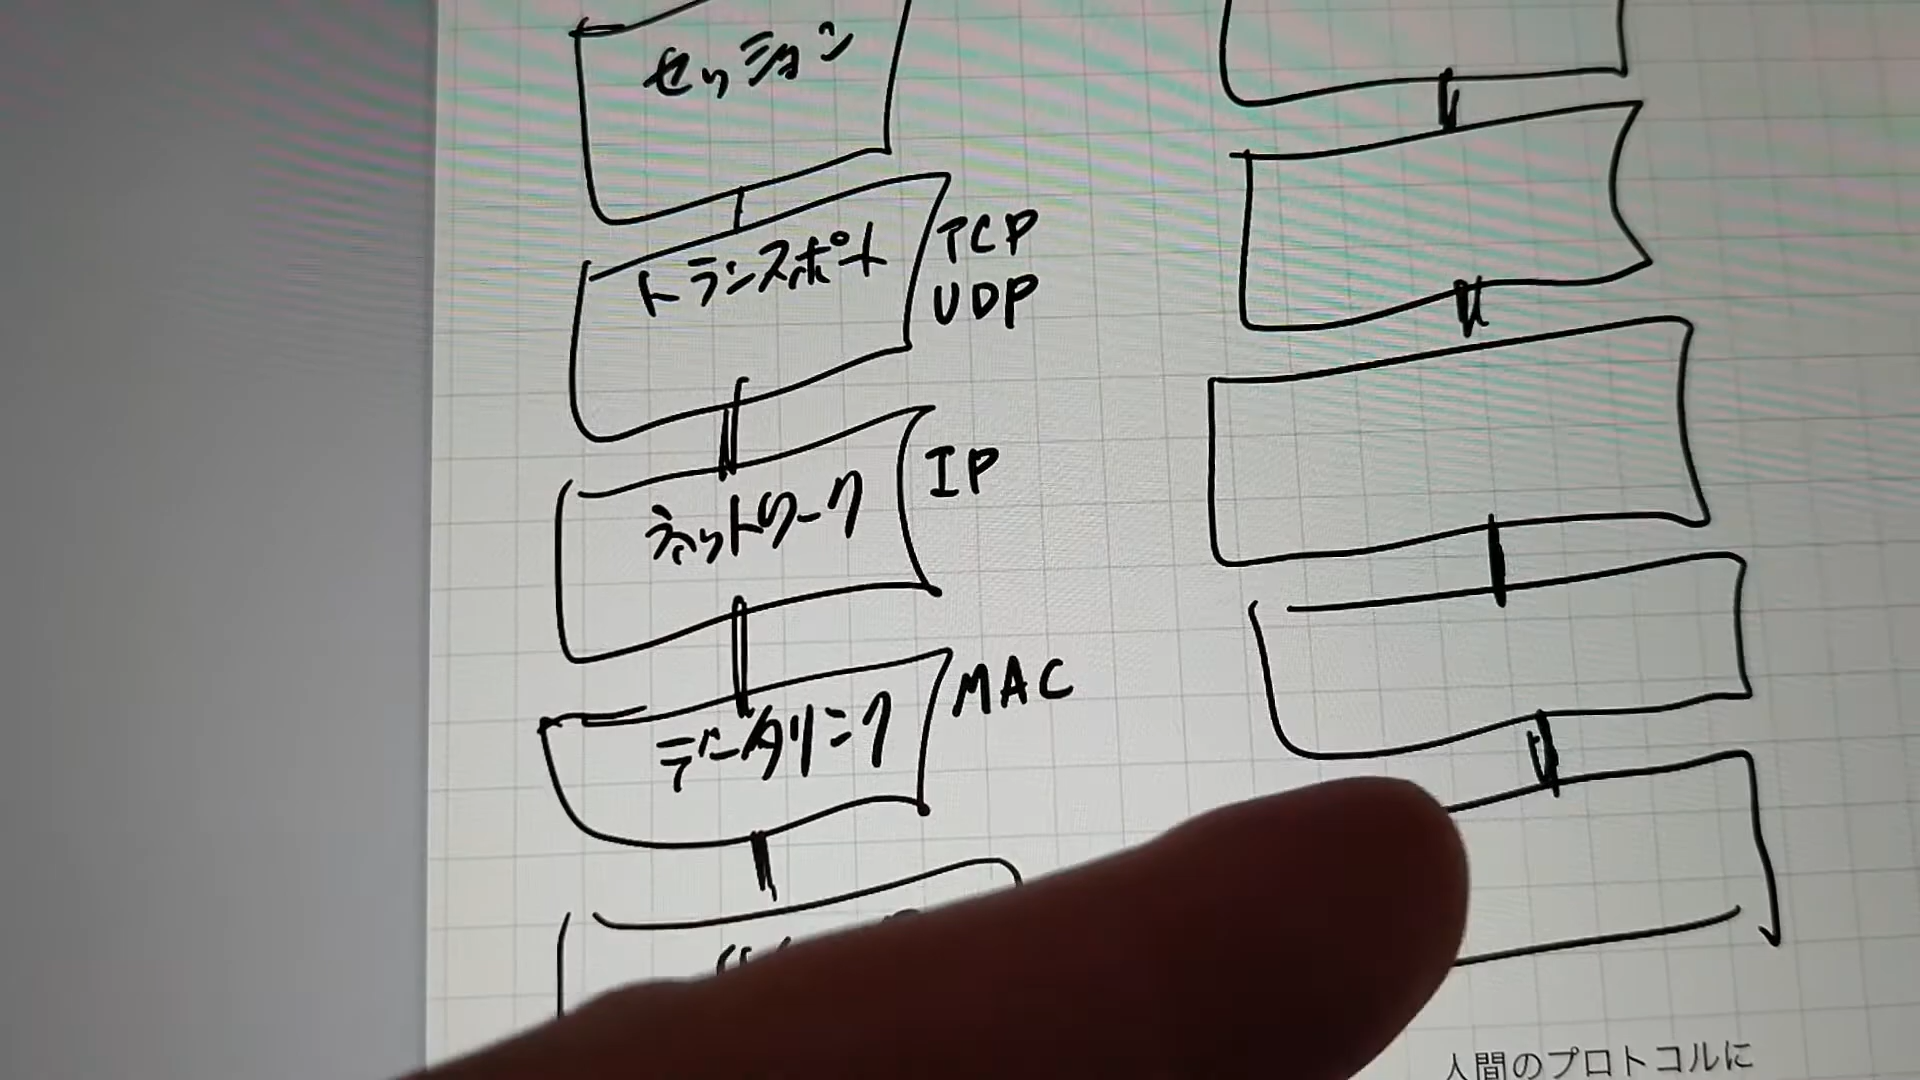 セッション
トランスポート
TCP
UDP
ネットワーク
IP
データリンク
MAC
人間のプロトコルに